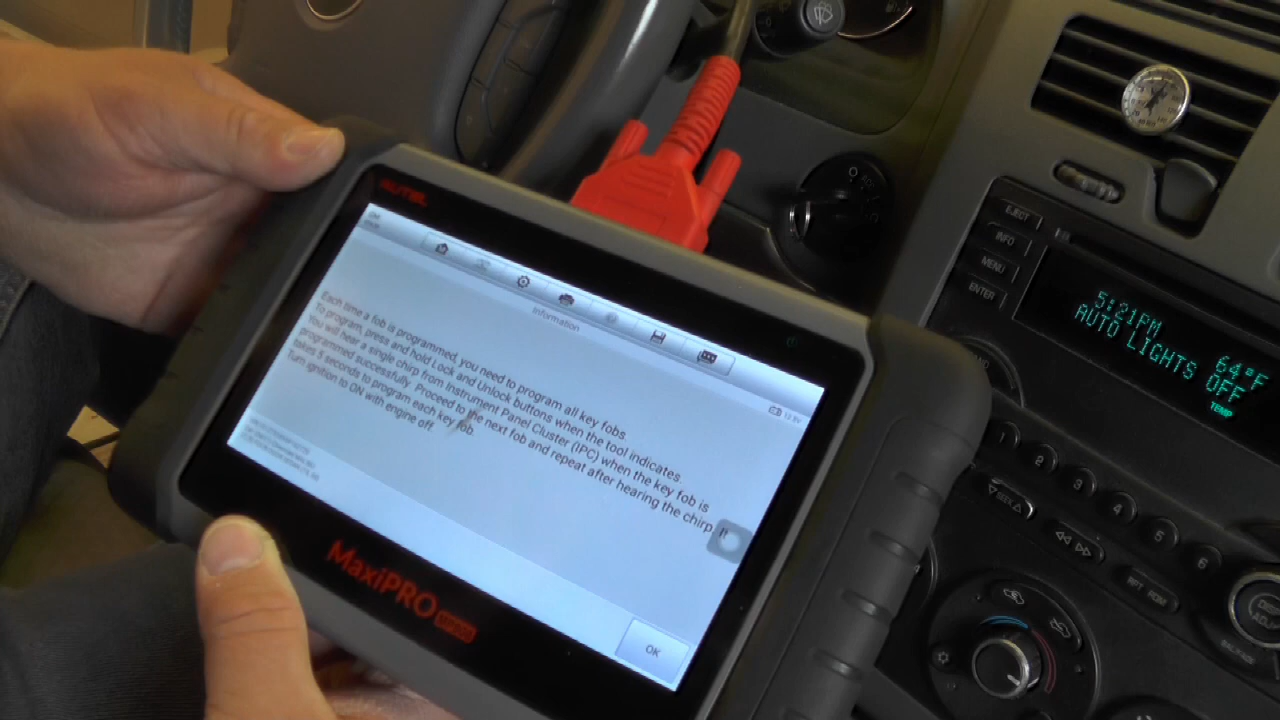 AUTEL
Information
Each time a fob is programmed, you need to program all key fobs.
To program, press and hold Lock and Unlock buttons when the tool indicates.
You will hear a single chirp from Instrument Panel Cluster (IPC) when the key fob is
programmed successfully. Proceed to the next fob and repeat after hearing the chirp. It
takes 5 seconds to program each key fob.
Turn ignition to ON with engine off.
OK
MaxiPRO
EJECT
INFO
MENU
ENTER
5:21PM
64°F
AUTO LIGHTS OFF
TEMP
1
2
3
4
5
6
SEEK
RPT